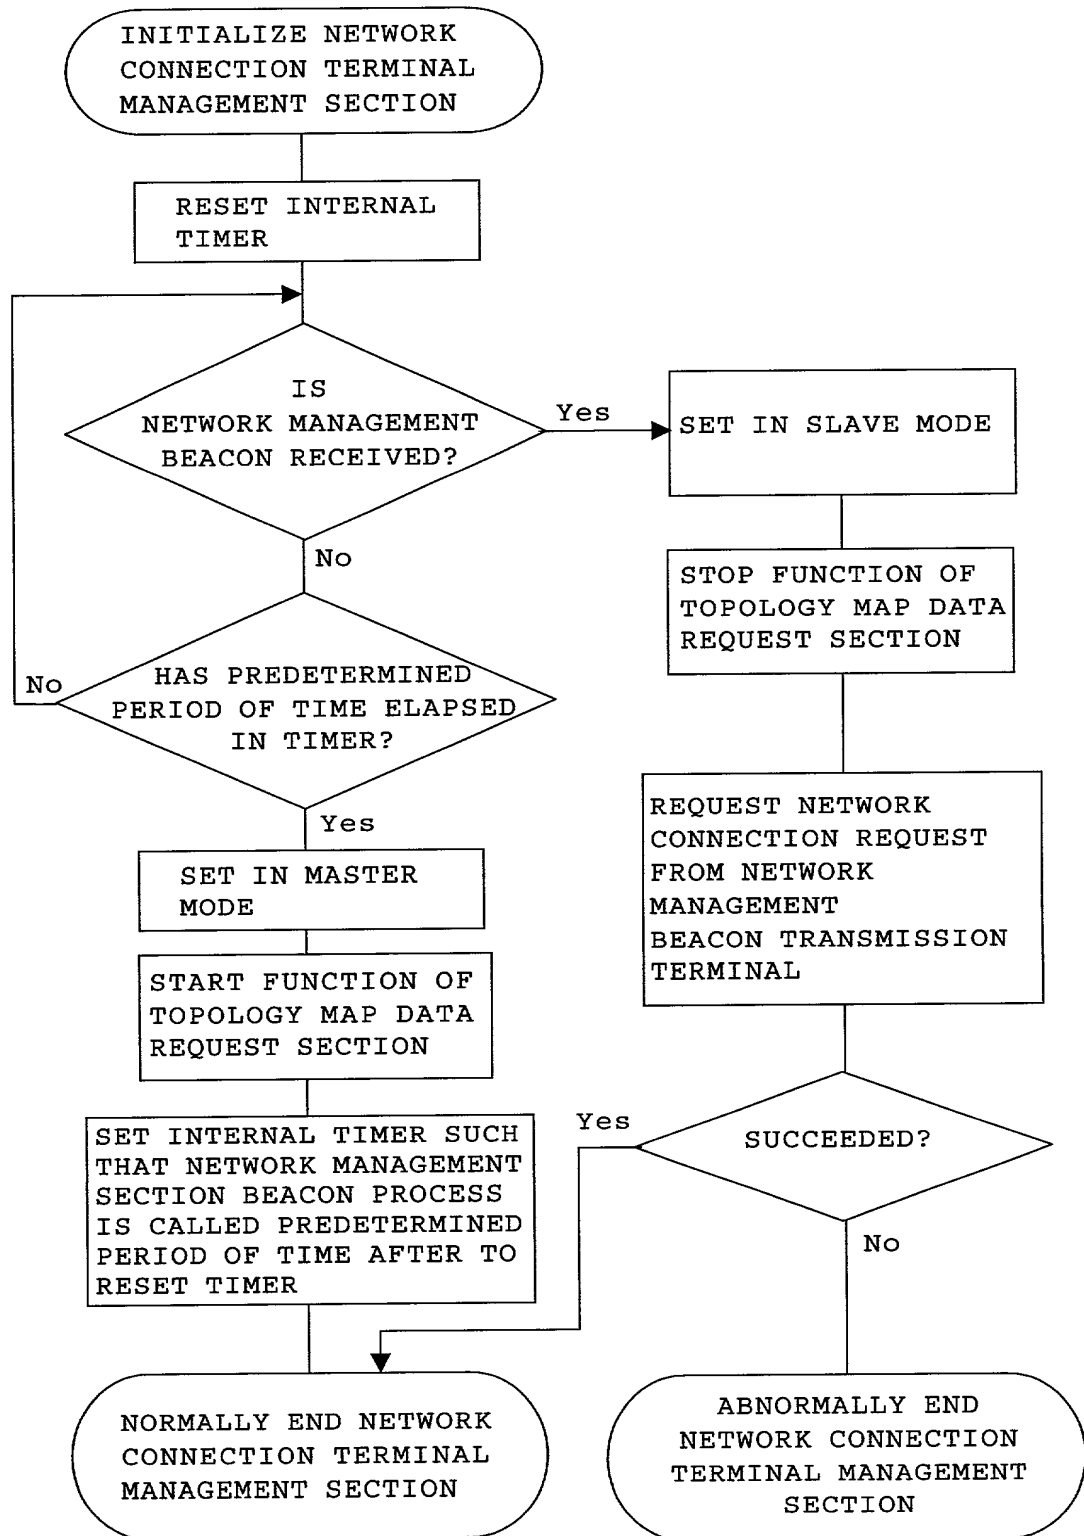 INITIALIZE NETWORK
CONNECTION TERMINAL
MANAGEMENT SECTION
RESET INTERNAL
TIMER
IS
NETWORK MANAGEMENT
BEACON RECEIVED?
Yes
SET IN SLAVE MODE
No
STOP FUNCTION OF
TOPOLOGY MAP DATA
REQUEST SECTION
No
HAS PREDETERMINED
PERIOD OF TIME ELAPSED
IN TIMER?
Yes
REQUEST NETWORK
CONNECTION REQUEST
FROM NETWORK
MANAGEMENT
BEACON TRANSMISSION
TERMINAL
SET IN MASTER
MODE
START FUNCTION OF
TOPOLOGY MAP DATA
REQUEST SECTION
SET INTERNAL TIMER SUCH
THAT NETWORK MANAGEMENT
SECTION BEACON PROCESS
IS CALLED PREDETERMINED
PERIOD OF TIME AFTER TO
RESET TIMER
Yes
SUCCEEDED?
No
NORMALLY END NETWORK
CONNECTION TERMINAL
MANAGEMENT SECTION
ABNORMALLY END
NETWORK CONNECTION
TERMINAL MANAGEMENT
SECTION